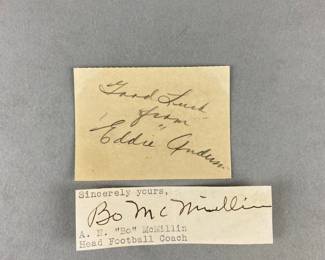 Good Luck
from
"Eddie" Anderson
Sincerely yours,
Bo McMillin
A. N. "Bo" McMillin
Head Football Coach